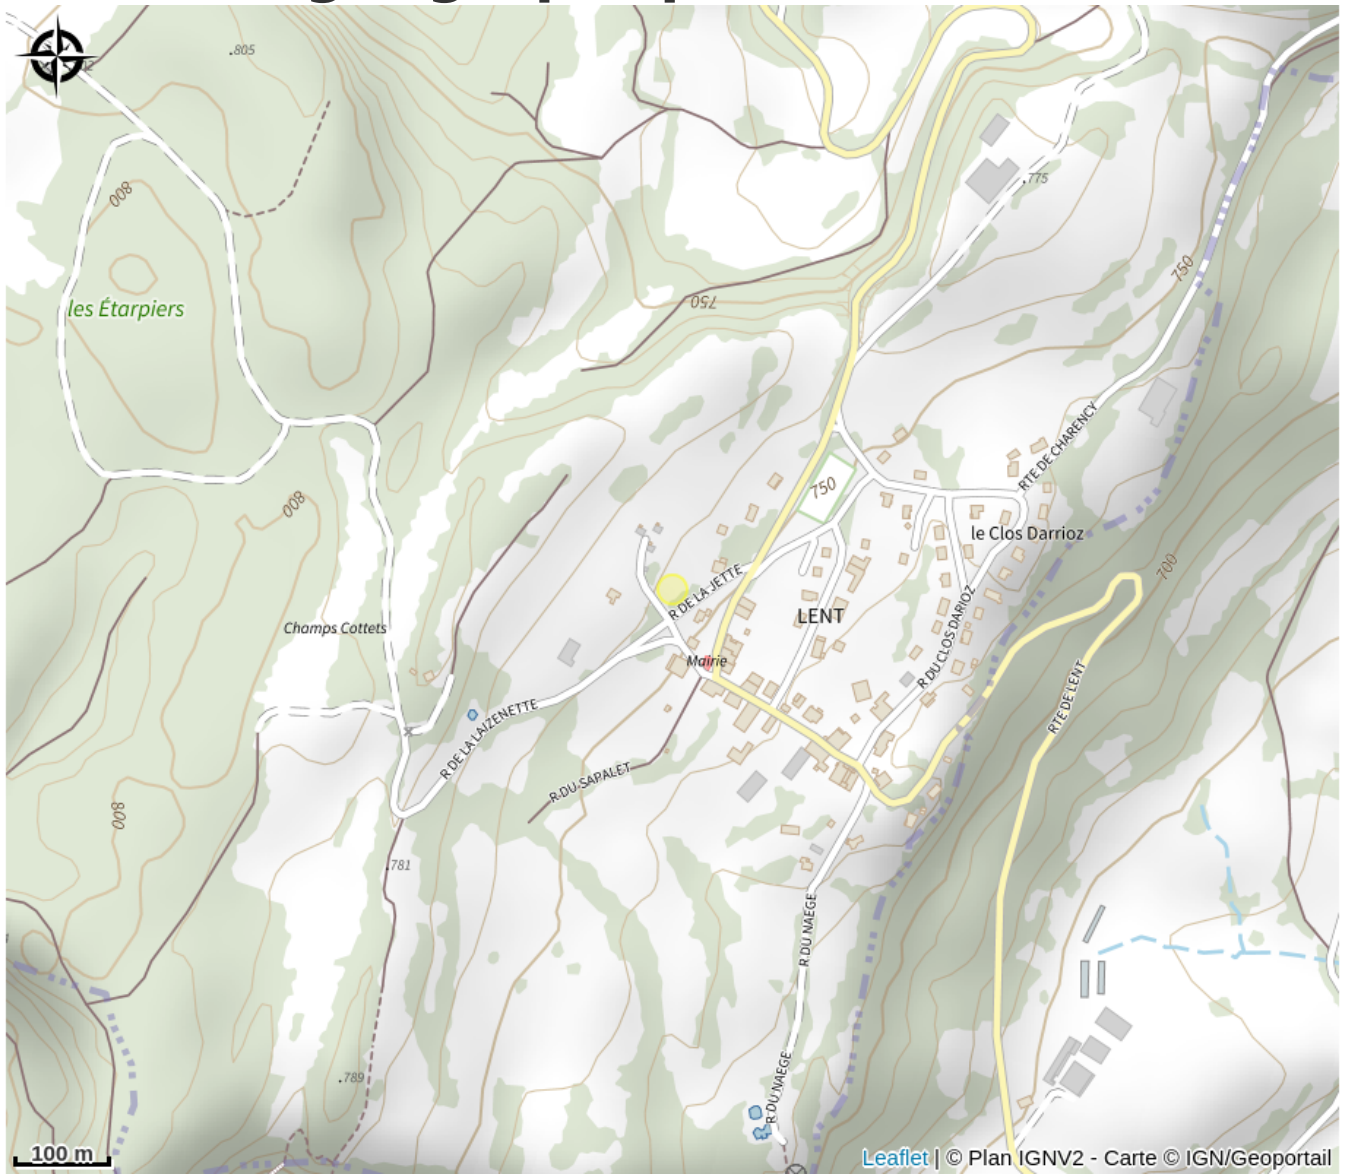 805
800
775
750
les Étarpiers
750
RTE DE CHARENCY
750
800
le Clos Darrioz
700
R DE LA JETTE
LENT
Champs Cottets
R DU CLOS DARIOZ
Mairie
RTE DE LENT
R DE LA LAIZENETTE
R DU SAPALET
800
781
R DU NAEGE
789
R DU NAEGE
100 m
Leaflet | © Plan IGNV2 - Carte © IGN/Geoportail